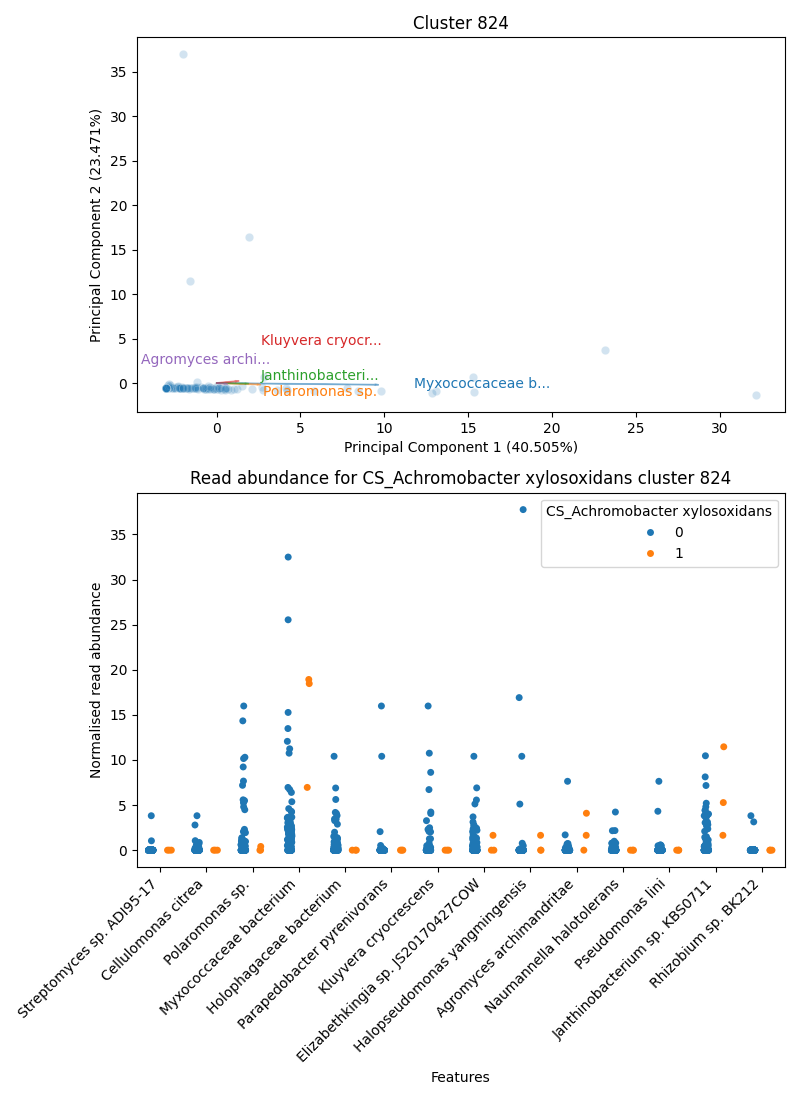 Cluster 824
Principal Component 2 (23.471%)
35
30
25
20
15
10
5
0
Kluyvera cryocr...
Agromyces archi...
Janthinobacteri...
Myxococcaceae b...
Polaromonas sp.
0 5 10 15 20 25 30
Principal Component 1 (40.505%)
Read abundance for CS_Achromobacter xylosoxidans cluster 824
Normalised read abundance
35
30
25
20
15
10
5
0
CS_Achromobacter xylosoxidans
0
1
Streptomyces sp. ADI95-17
Cellulomonas citrea
Polaromonas sp.
Myxococcaceae bacterium
Holophagaceae bacterium
Parapedobacter pyrenivorans
Kluyvera cryocrescens
Elizabethkingia sp. JS20170427COW
Halopseudomonas yangmingensis
Agromyces archimandritae
Naumannella halotolerans
Pseudomonas lini
Janthinobacterium sp. KBS0711
Rhizobium sp. BK212
Features